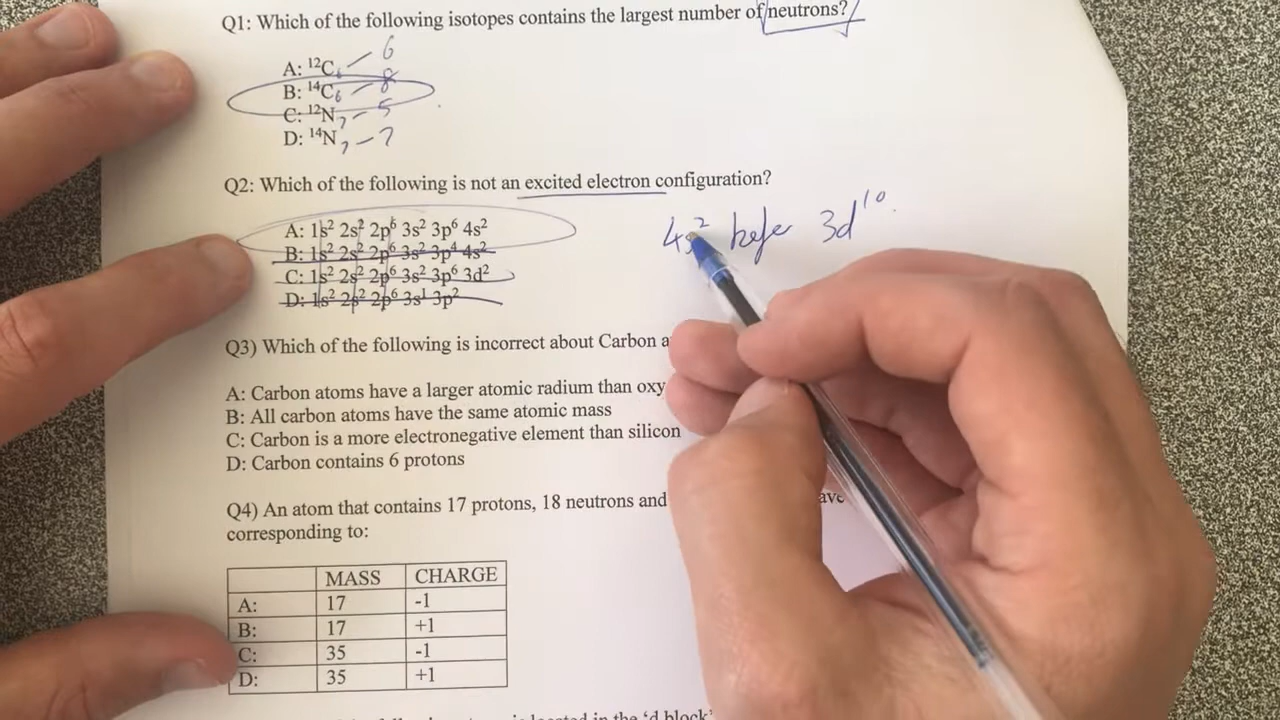 Q1: Which of the following isotopes contains the largest number of neutrons?
A: ¹²C₆ – 6
B: ¹⁴C₆ – 8
C: ¹²N₇ – 5
D: ¹⁴N₇ – 7
Q2: Which of the following is not an excited electron configuration?
A: 1s² 2s² 2p⁶ 3s² 3p⁶ 4s²
4s² before 3d¹⁰.
B: 1s² 2s² 2p⁶ 3s² 3p⁴ 4s²
C: 1s² 2s² 2p⁶ 3s² 3p⁶ 3d²
D: 1s² 2s² 2p⁶ 3s¹ 3p²
Q3) Which of the following is incorrect about Carbon a
A: Carbon atoms have a larger atomic radium than oxy
B: All carbon atoms have the same atomic mass
C: Carbon is a more electronegative element than silicon
D: Carbon contains 6 protons
Q4) An atom that contains 17 protons, 18 neutrons and ave
corresponding to:
MASS CHARGE
A: 17 -1
B: 17 +1
C: 35 -1
D: 35 +1
located in the ‘d block’